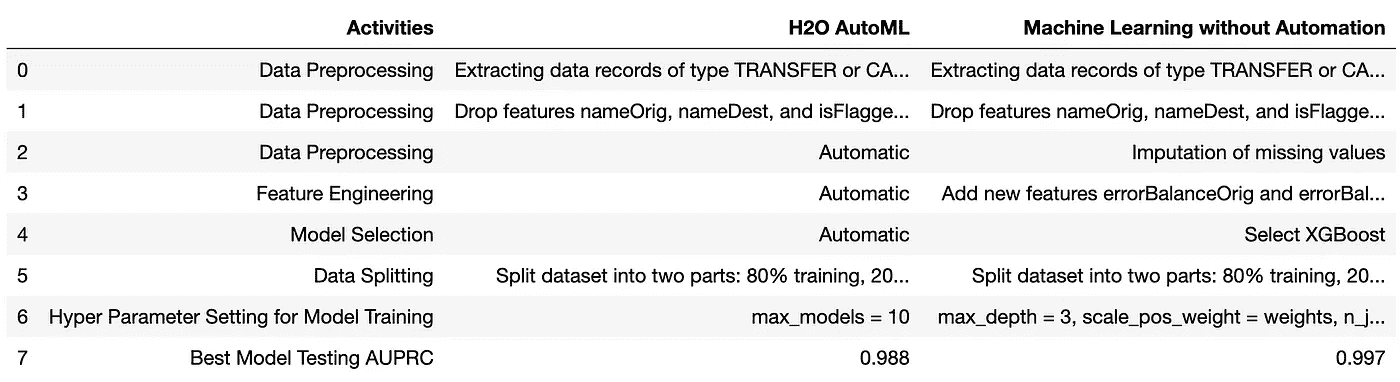 Activities H2O AutoML Machine Learning without Automation
0 Data Preprocessing Extracting data records of type TRANSFER or CA... Extracting data records of type TRANSFER or CA...
1 Data Preprocessing Drop features nameOrig, nameDest, and isFlagge... Drop features nameOrig, nameDest, and isFlagge...
2 Data Preprocessing Automatic Imputation of missing values
3 Feature Engineering Automatic Add new features errorBalanceOrig and errorBal...
4 Model Selection Automatic Select XGBoost
5 Data Splitting Split dataset into two parts: 80% training, 20... Split dataset into two parts: 80% training, 20...
6 Hyper Parameter Setting for Model Training max_models = 10 max_depth = 3, scale_pos_weight = weights, n_j...
7 Best Model Testing AUPRC 0.988 0.997